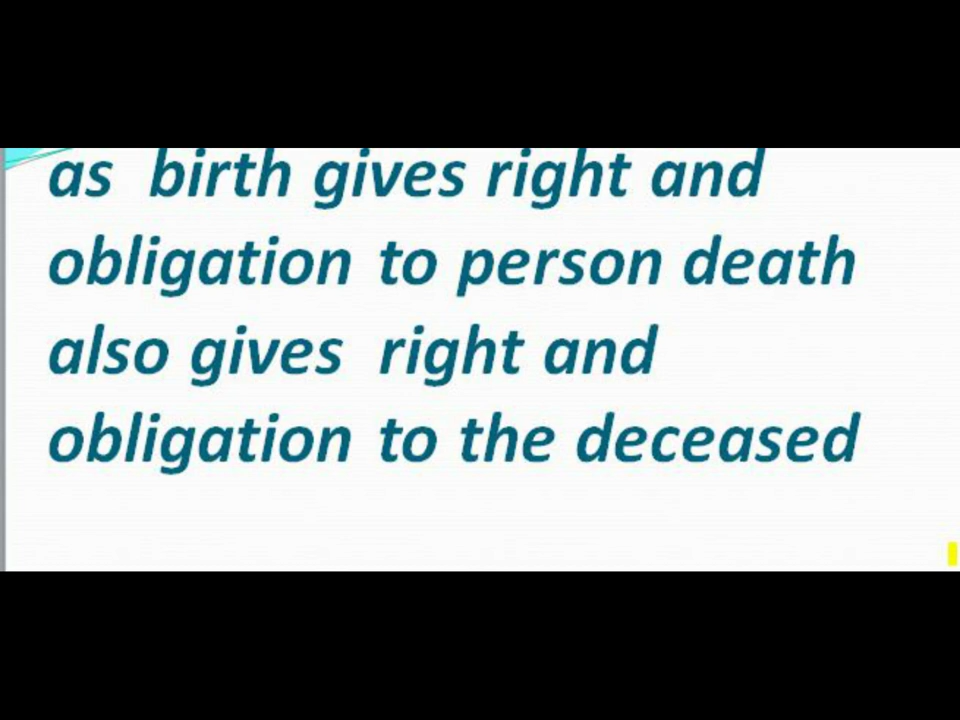 as birth gives right and
obligation to person death
also gives right and
obligation to the deceased